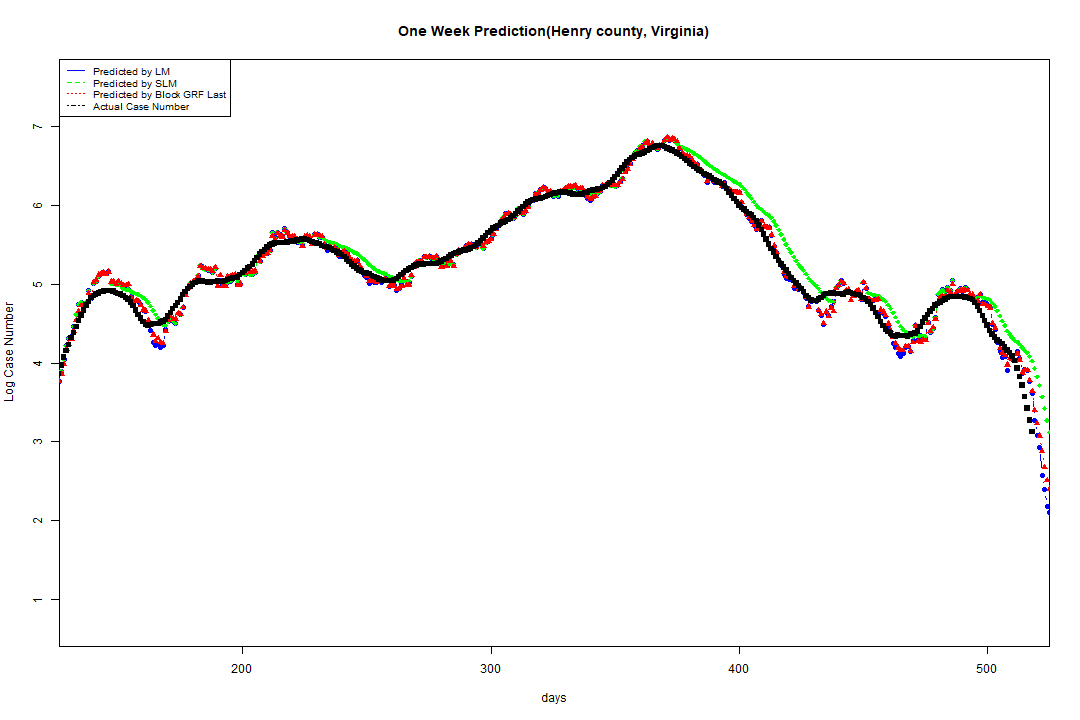 One Week Prediction(Henry county, Virginia)
Predicted by LM
Predicted by SLM
Predicted by Block GRF Last
Actual Case Number
7
6
5
4
3
2
1
Log Case Number
200 300 400 500
days